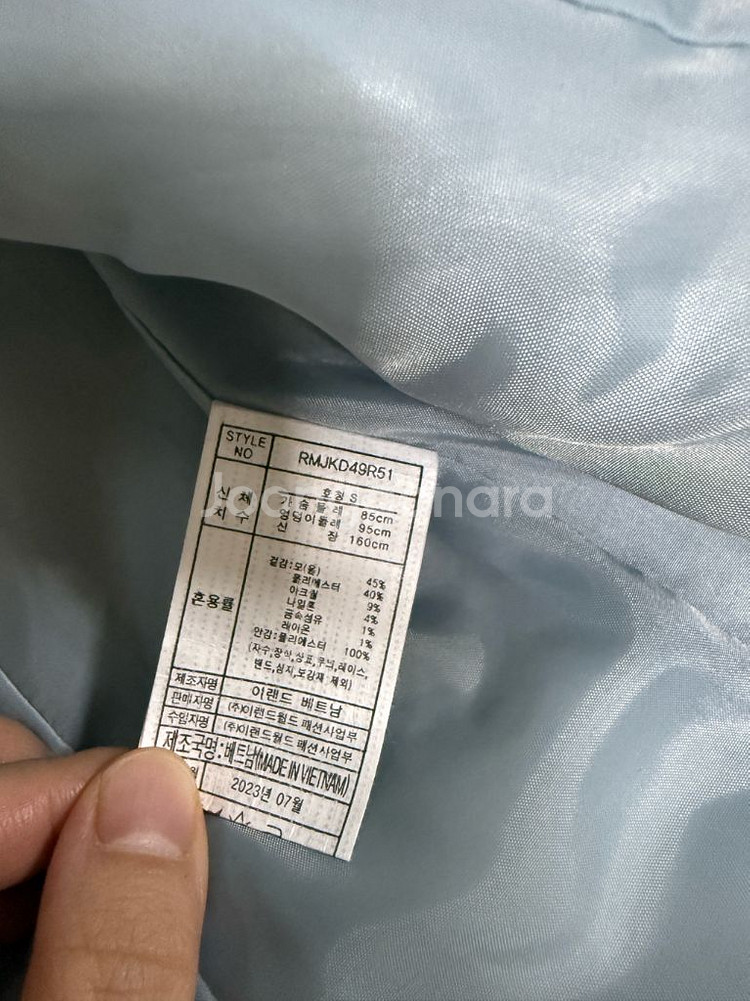 STYLE NO RMJKD49R51
신체치수 호칭 S
가슴둘레 85cm
엉덩이둘레 95cm
신장 160cm
혼용률 겉감:모(울) 45%
폴리에스터 40%
아크릴 9%
나일론 4%
금속섬유 1%
레이온 1%
안감:폴리에스터 100%
(자수,장식,상표,무늬,레이스,
밴드,심지,보강재 제외)
제조자명 이랜드 베트남
판매자명 (주)이랜드월드 패션사업부
수입자명 (주)이랜드월드 패션사업부
제조국명:베트남(MADE IN VIETNAM)
월 2023년 07월